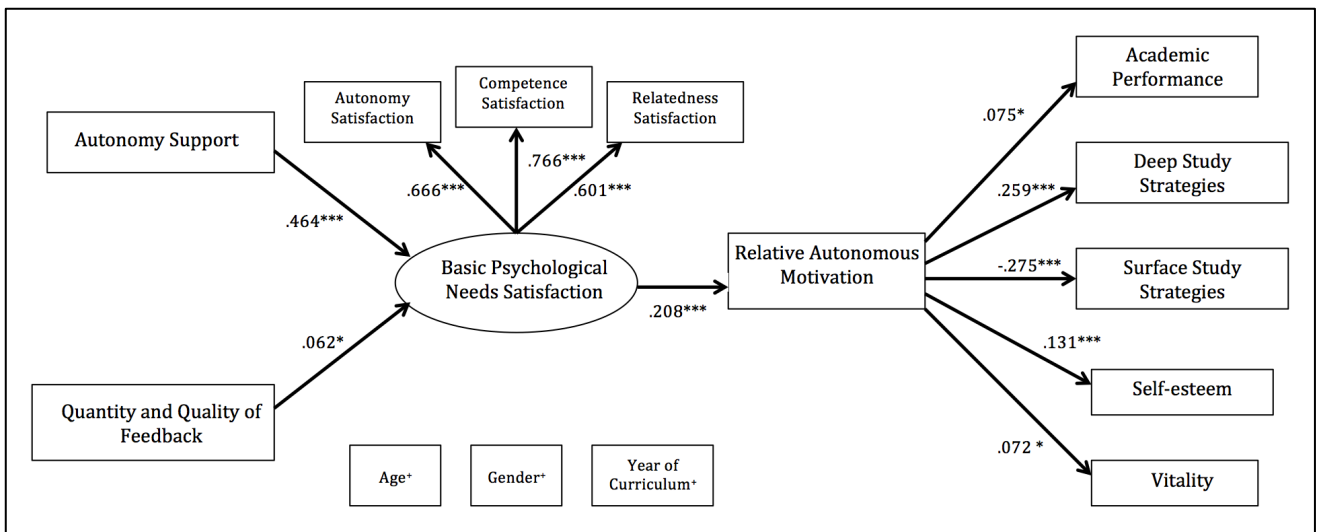 Academic
Performance
Competence
Satisfaction
Autonomy
Satisfaction
Relatedness
Satisfaction
Autonomy Support
.075*
.766***
.666***
.601***
Deep Study
Strategies
.259***
.464***
Basic Psychological
Needs Satisfaction
Relative Autonomous
Motivation
-.275***
Surface Study
Strategies
.208***
.062*
.131***
Self-esteem
Quantity and Quality of
Feedback
.072 *
Age⁺
Gender⁺
Year of
Curriculum⁺
Vitality